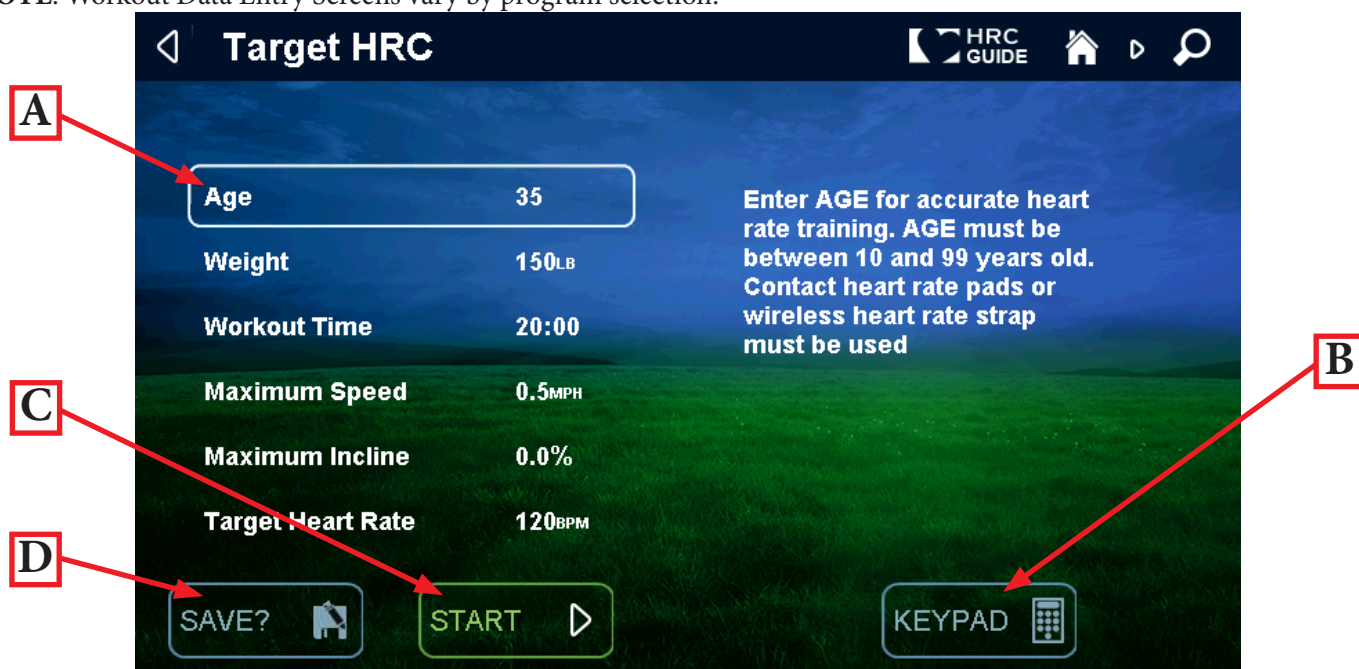 OTE: Workout Data Entry Screens vary by program selection.
Target HRC
HRC
GUIDE
A
Age 35
Weight 150LB
Workout Time 20:00
Maximum Speed 0.5MPH
Maximum Incline 0.0%
Target Heart Rate 120BPM
Enter AGE for accurate heart
rate training. AGE must be
between 10 and 99 years old.
Contact heart rate pads or
wireless heart rate strap
must be used
B
C
D
SAVE?
START
KEYPAD